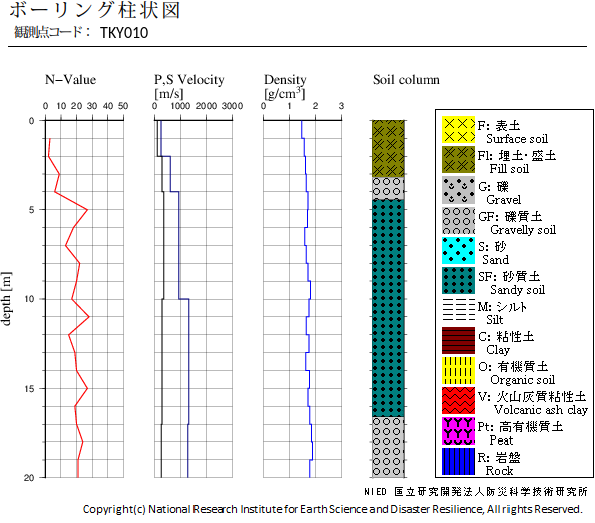 ボーリング柱状図
観測点コード： TKY010
N−Value
P,S Velocity
Density
Soil column
[m/s]
[g/cm³]
0 10 20 30 40 50
0 1000 2000 3000
0 1 2 3
0
5
10
15
20
depth [m]
F: 表土
Surface soil
Fl: 埋土・盛土
Fill soil
G: 礫
Gravel
GF: 礫質土
Gravelly soil
S: 砂
Sand
SF: 砂質土
Sandy soil
M: シルト
Silt
C: 粘性土
Clay
O: 有機質土
Organic soil
V: 火山灰質粘性土
Volcanic ash clay
Pt: 高有機質土
Peat
R: 岩盤
Rock
NIED 国立研究開発法人防災科学技術研究所
Copyright(c) National Research Institute for Earth Science and Disaster Resilience, All rights Reserved.